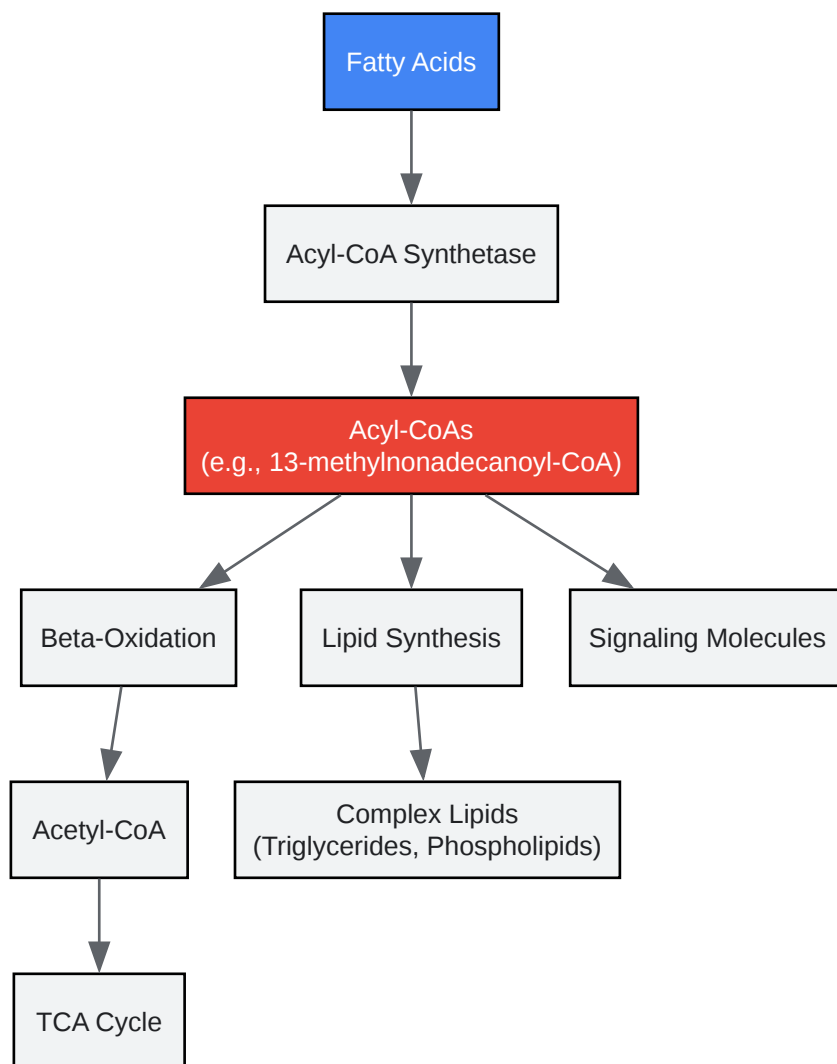 Fatty Acids
Acyl-CoA Synthetase
Acyl-CoAs
(e.g., 13-methylnonadecanoyl-CoA)
Beta-Oxidation
Lipid Synthesis
Signaling Molecules
Acetyl-CoA
Complex Lipids
(Triglycerides, Phospholipids)
TCA Cycle